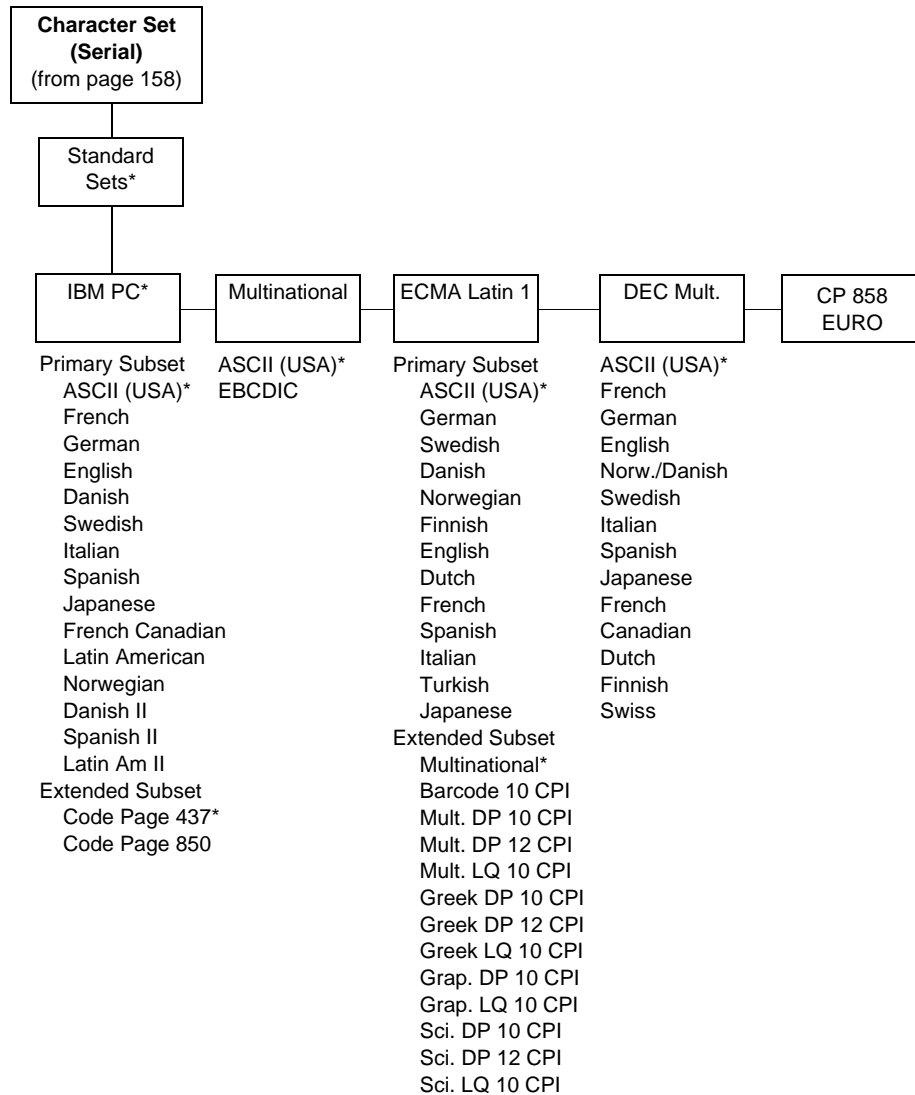 Character Set
(Serial)
(from page 158)
Standard
Sets*
IBM PC*
Multinational
ECMA Latin 1
DEC Mult.
CP 858
EURO
Primary Subset
ASCII (USA)*
French
German
English
Danish
Swedish
Italian
Spanish
Japanese
French Canadian
Latin American
Norwegian
Danish II
Spanish II
Latin Am II
Extended Subset
Code Page 437*
Code Page 850
ASCII (USA)*
EBCDIC
Primary Subset
ASCII (USA)*
German
Swedish
Danish
Norwegian
Finnish
English
Dutch
French
Spanish
Italian
Turkish
Japanese
Extended Subset
Multinational*
Barcode 10 CPI
Mult. DP 10 CPI
Mult. DP 12 CPI
Mult. LQ 10 CPI
Greek DP 10 CPI
Greek DP 12 CPI
Greek LQ 10 CPI
Grap. DP 10 CPI
Grap. LQ 10 CPI
Sci. DP 10 CPI
Sci. DP 12 CPI
Sci. LQ 10 CPI
ASCII (USA)*
French
German
English
Norw./Danish
Swedish
Italian
Spanish
Japanese
French
Canadian
Dutch
Finnish
Swiss